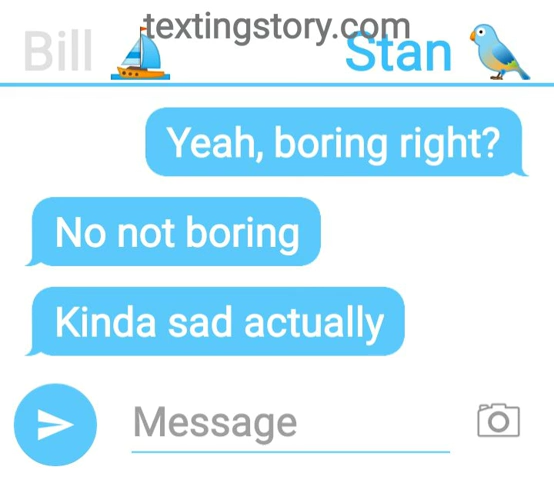 textingstory.com
Bill Stan
Yeah, boring right?
No not boring
Kinda sad actually
Message